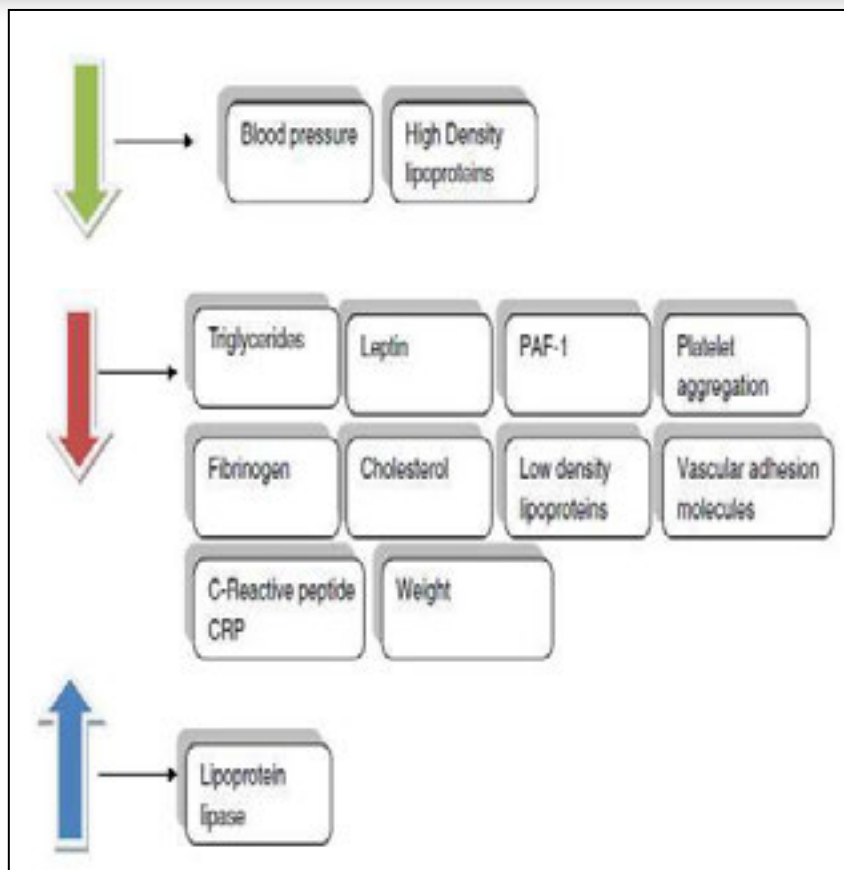 Blood pressure
High Density
lipoproteins
Triglycerides
Leptin
PAF-1
Platelet
aggregation
Fibrinogen
Cholesterol
Low density
lipoproteins
Vascular adhesion
molecules
C-Reactive peptide
CRP
Weight
Lipoprotein
lipase